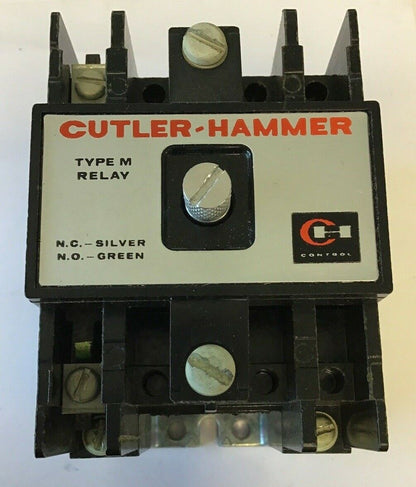 CUTLER-HAMMER
TYPE M
RELAY
N.C. - SILVER
N.O. - GREEN
CH
CONTROL